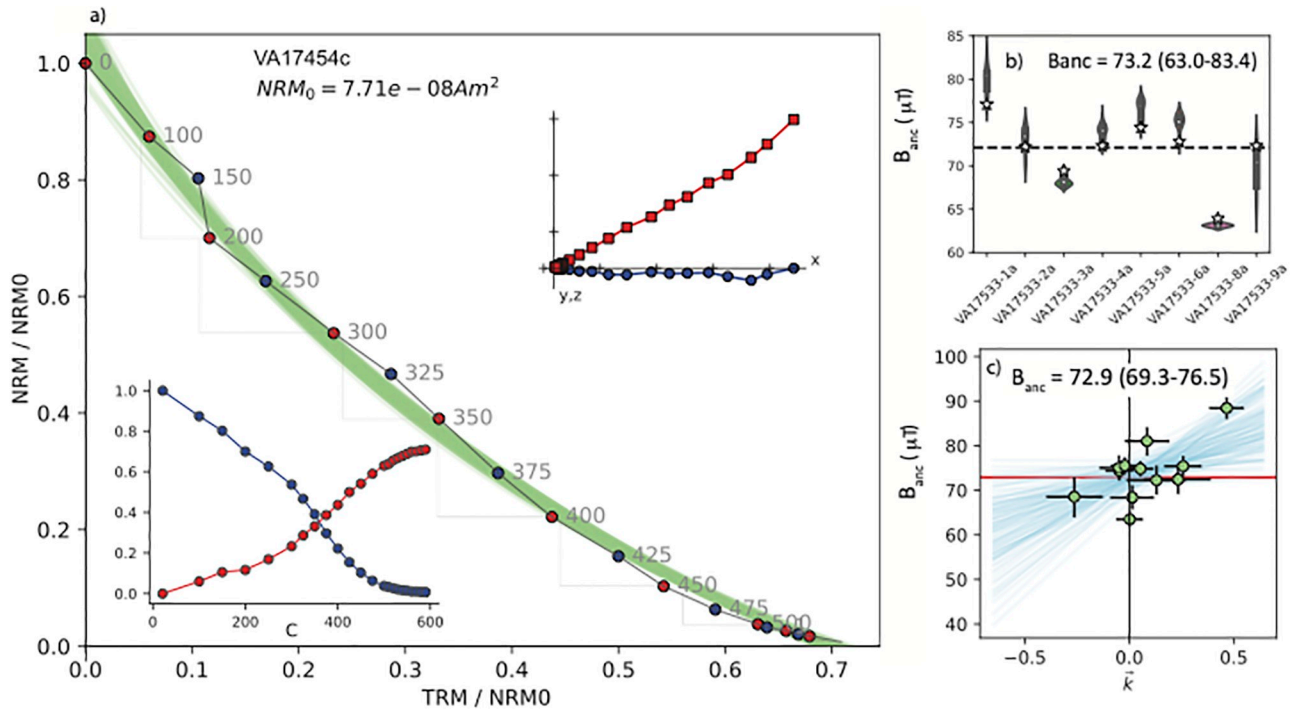 a)
VA17454c
NRM₀ = 7.71e − 08Am²
NRM / NRM0
1.0
0.8
0.6
0.4
0.2
0.0
0
100
150
200
250
300
325
350
375
400
425
450
475
500
x
y,z
1.0
0.8
0.6
0.4
0.2
0.0
0 200 400 600
C
0.0 0.1 0.2 0.3 0.4 0.5 0.6 0.7
TRM / NRM0
b)
Banc = 73.2 (63.0-83.4)
B_anc ( μT)
85
80
75
70
65
60
VA17533-1a
VA17533-2a
VA17533-3a
VA17533-4a
VA17533-5a
VA17533-6a
VA17533-8a
VA17533-9a
c)
B_anc = 72.9 (69.3-76.5)
B_anc ( μT)
100
90
80
70
60
50
40
−0.5 0.0 0.5
k⃗